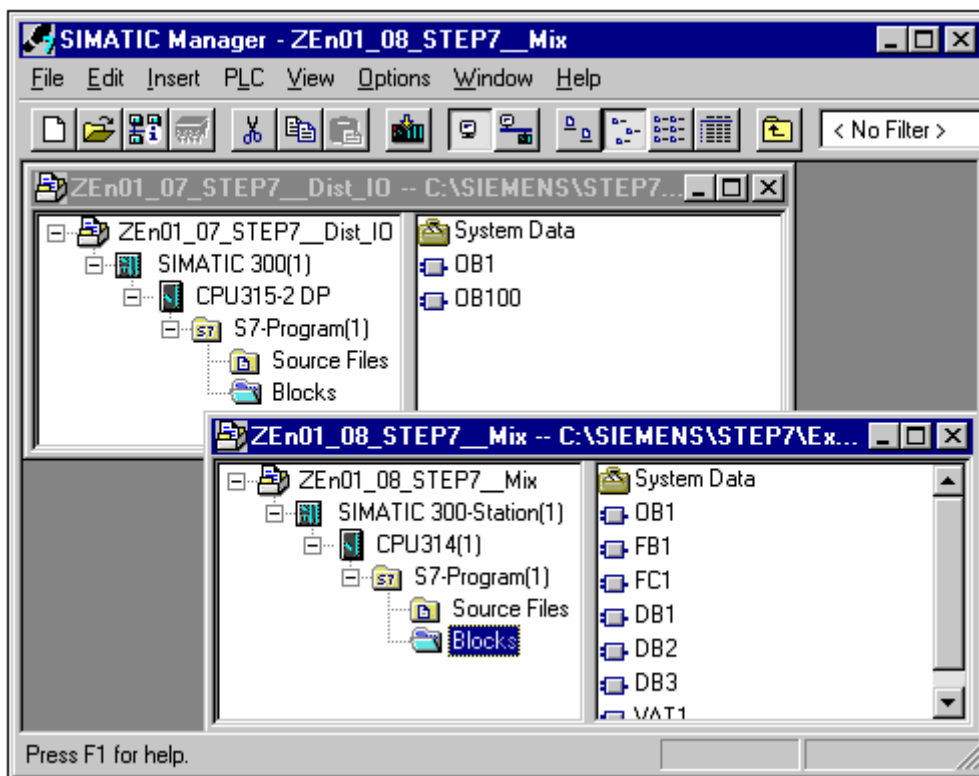 SIMATIC Manager - ZEn01_08_STEP7__Mix
File Edit Insert PLC View Options Window Help
< No Filter >
ZEn01_07_STEP7__Dist_IO -- C:\SIEMENS\STEP7...
ZEn01_07_STEP7__Dist_IO
SIMATIC 300(1)
CPU315-2 DP
S7-Program(1)
Source Files
Blocks
System Data
OB1
OB100
ZEn01_08_STEP7__Mix -- C:\SIEMENS\STEP7\Ex...
ZEn01_08_STEP7__Mix
SIMATIC 300-Station(1)
CPU314(1)
S7-Program(1)
Source Files
Blocks
System Data
OB1
FB1
FC1
DB1
DB2
DB3
VAT1
Press F1 for help.